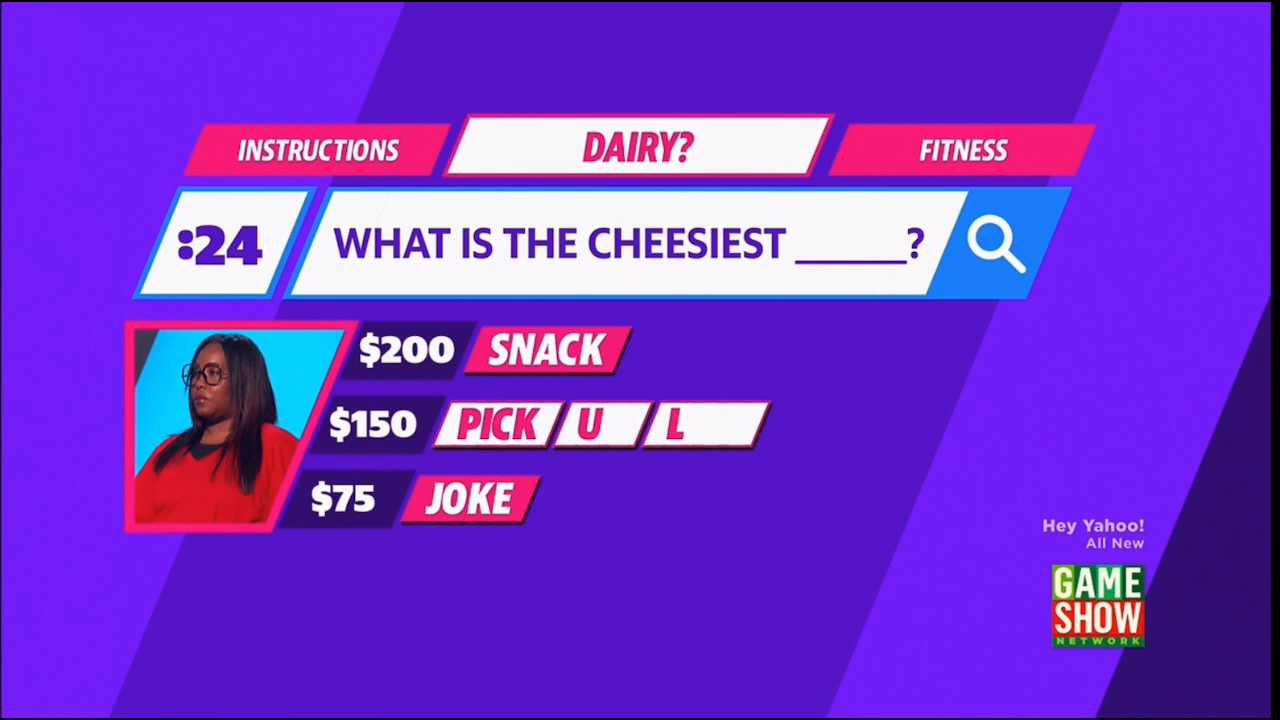 INSTRUCTIONS DAIRY? FITNESS
:24 WHAT IS THE CHEESIEST ______?
$200 SNACK
$150 PICK U L
$75 JOKE
Hey Yahoo!
All New
GAME
SHOW
NETWORK